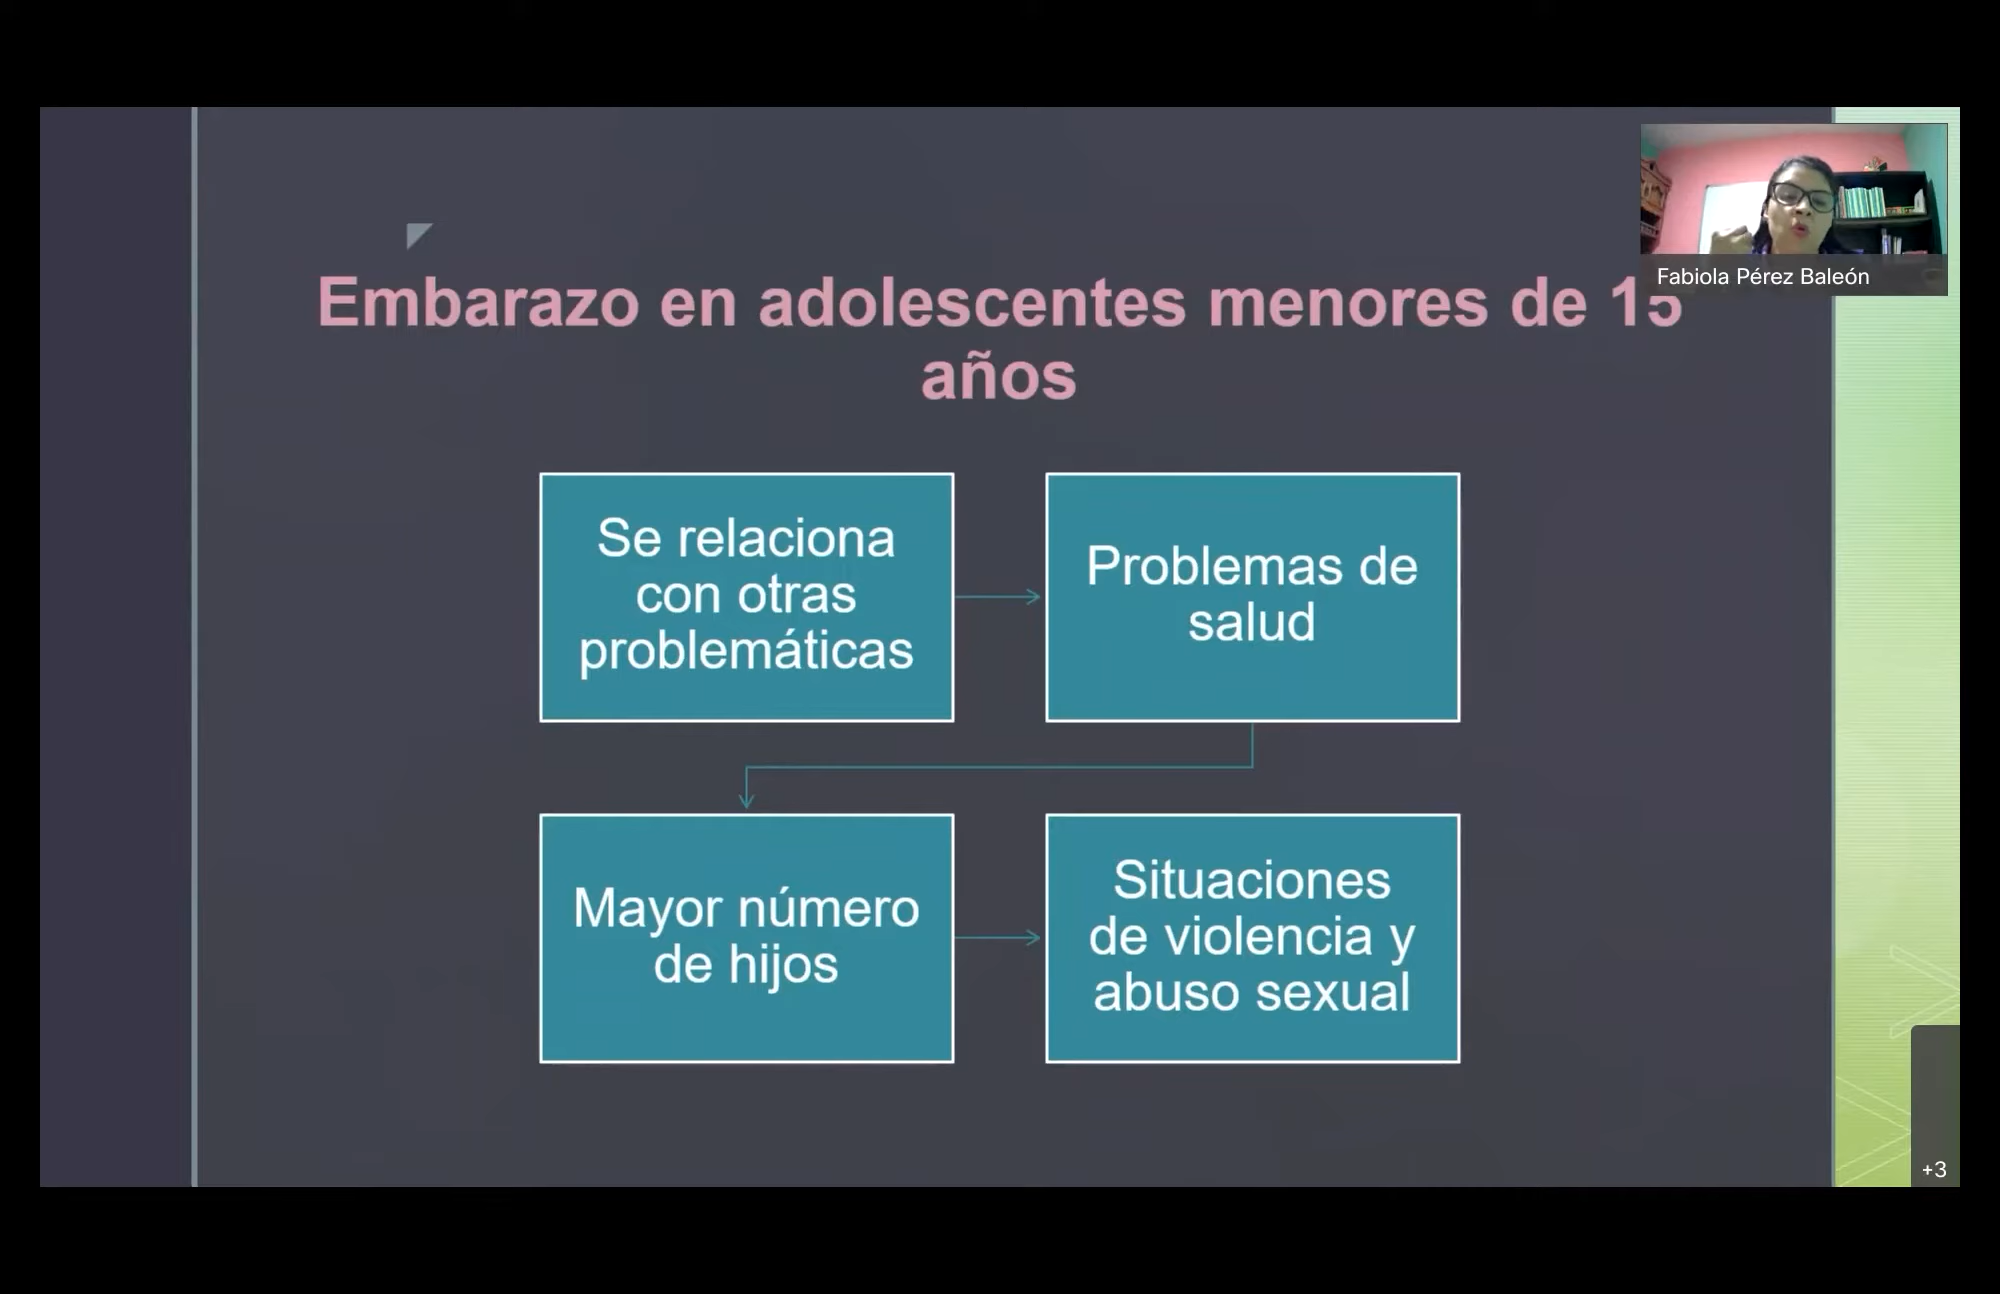 Fabiola Pérez Baleón
Embarazo en adolescentes menores de 15
años
Se relaciona
con otras
problemáticas
Problemas de
salud
Mayor número
de hijos
Situaciones
de violencia y
abuso sexual
+3